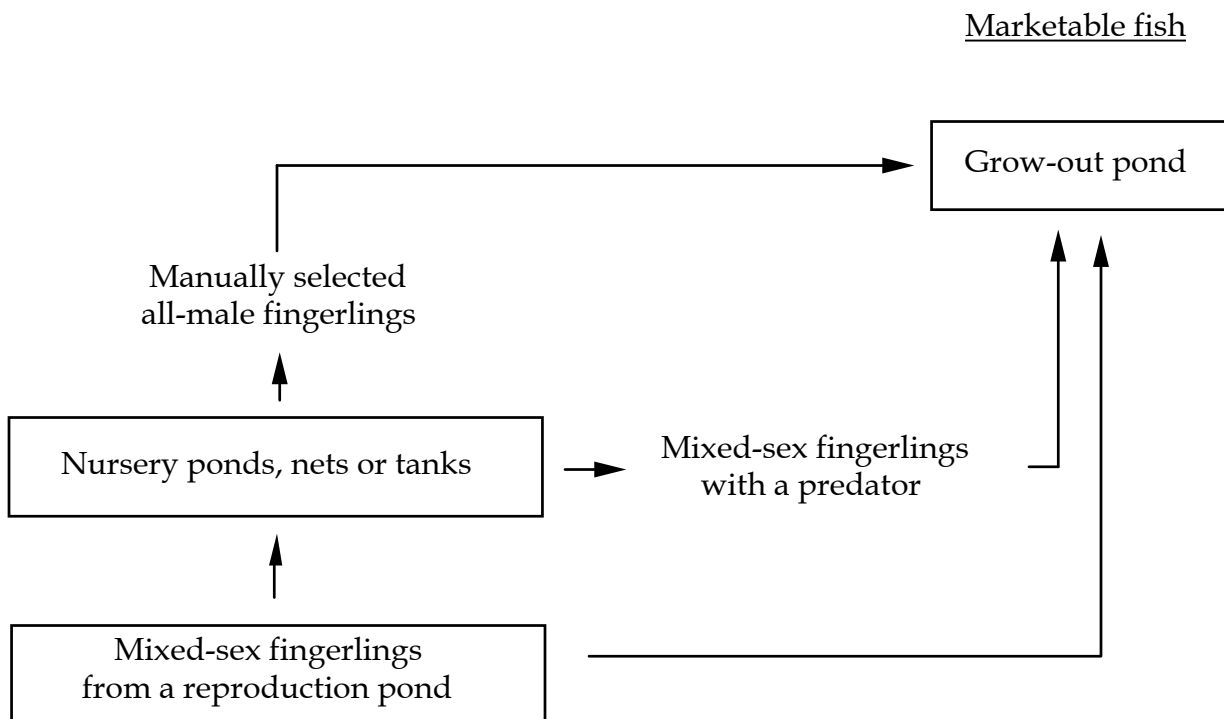 Marketable fish
Grow-out pond
Manually selected
all-male fingerlings
Nursery ponds, nets or tanks
Mixed-sex fingerlings
with a predator
Mixed-sex fingerlings
from a reproduction pond